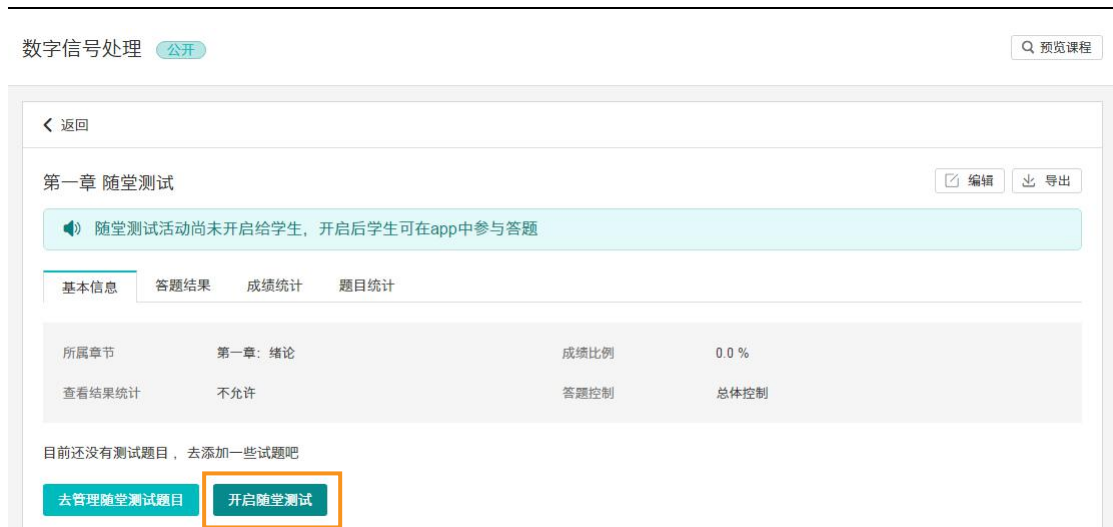 数字信号处理 公开 预览课程
返回
第一章 随堂测试 编辑 导出
随堂测试活动尚未开启给学生，开启后学生可在app中参与答题
基本信息 答题结果 成绩统计 题目统计
所属章节 第一章：绪论 成绩比例 0.0 %
查看结果统计 不允许 答题控制 总体控制
目前还没有测试题目，去添加一些试题吧
去管理随堂测试题目 开启随堂测试